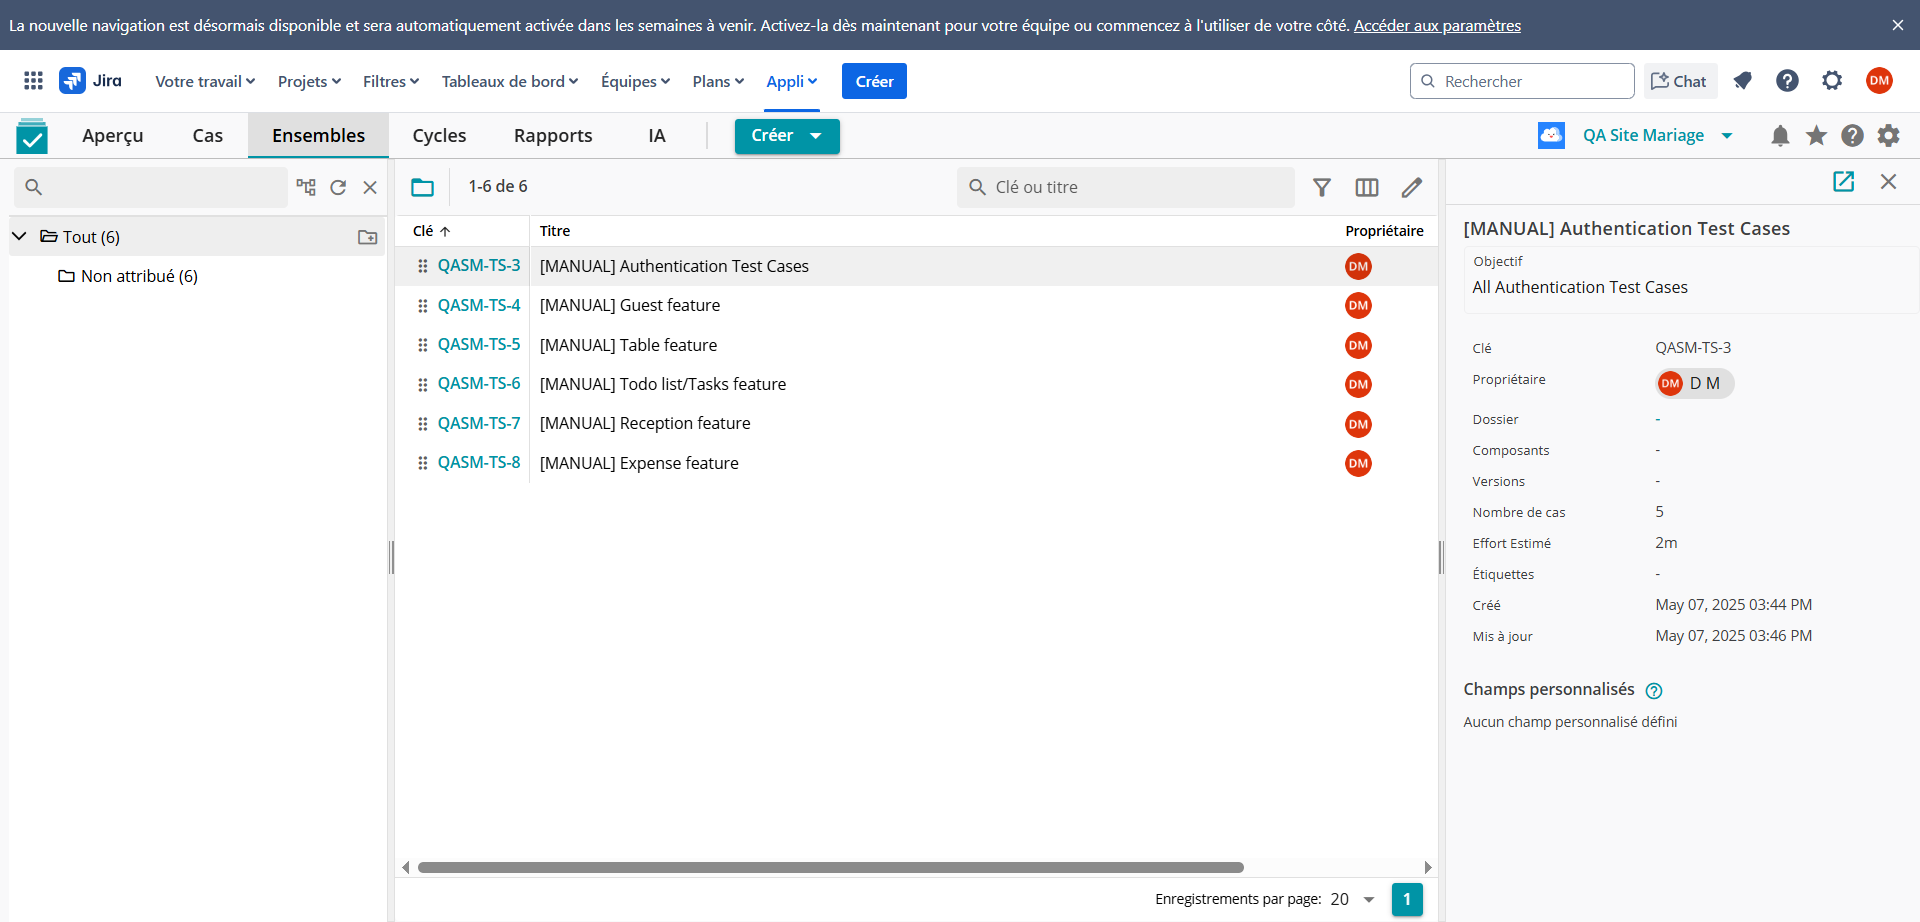 La nouvelle navigation est désormais disponible et sera automatiquement activée dans les semaines à venir. Activez-la dès maintenant pour votre équipe ou commencez à l'utiliser de votre côté. Accéder aux paramètres
Jira Votre travail Projets Filtres Tableaux de bord Équipes Plans Appli Créer Rechercher Chat DM
Aperçu Cas Ensembles Cycles Rapports IA Créer QA Site Mariage
1-6 de 6 Clé ou titre
Tout (6)
Non attribué (6)
Clé Titre Propriétaire
QASM-TS-3 [MANUAL] Authentication Test Cases DM
QASM-TS-4 [MANUAL] Guest feature DM
QASM-TS-5 [MANUAL] Table feature DM
QASM-TS-6 [MANUAL] Todo list/Tasks feature DM
QASM-TS-7 [MANUAL] Reception feature DM
QASM-TS-8 [MANUAL] Expense feature DM
Enregistrements par page: 20 1
[MANUAL] Authentication Test Cases
Objectif
All Authentication Test Cases
Clé QASM-TS-3
Propriétaire DM D M
Dossier -
Composants -
Versions -
Nombre de cas 5
Effort Estimé 2m
Étiquettes -
Créé May 07, 2025 03:44 PM
Mis à jour May 07, 2025 03:46 PM
Champs personnalisés
Aucun champ personnalisé défini